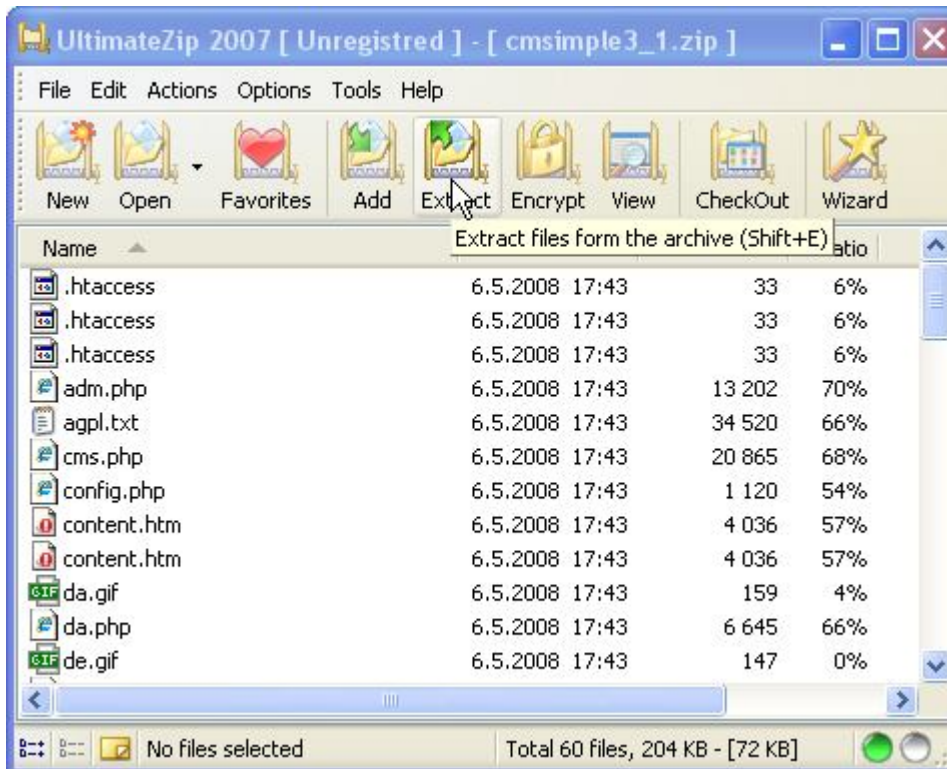 UltimateZip 2007 [ Unregistred ] - [ cmsimple3_1.zip ]
File Edit Actions Options Tools Help
New Open Favorites Add Extract Encrypt View CheckOut Wizard
Extract files form the archive (Shift+E)
Name atio
.htaccess 6.5.2008 17:43 33 6%
.htaccess 6.5.2008 17:43 33 6%
.htaccess 6.5.2008 17:43 33 6%
adm.php 6.5.2008 17:43 13 202 70%
agpl.txt 6.5.2008 17:43 34 520 66%
cms.php 6.5.2008 17:43 20 865 68%
config.php 6.5.2008 17:43 1 120 54%
content.htm 6.5.2008 17:43 4 036 57%
content.htm 6.5.2008 17:43 4 036 57%
GIF da.gif 6.5.2008 17:43 159 4%
da.php 6.5.2008 17:43 6 645 66%
GIF de.gif 6.5.2008 17:43 147 0%
No files selected Total 60 files, 204 KB - [72 KB]